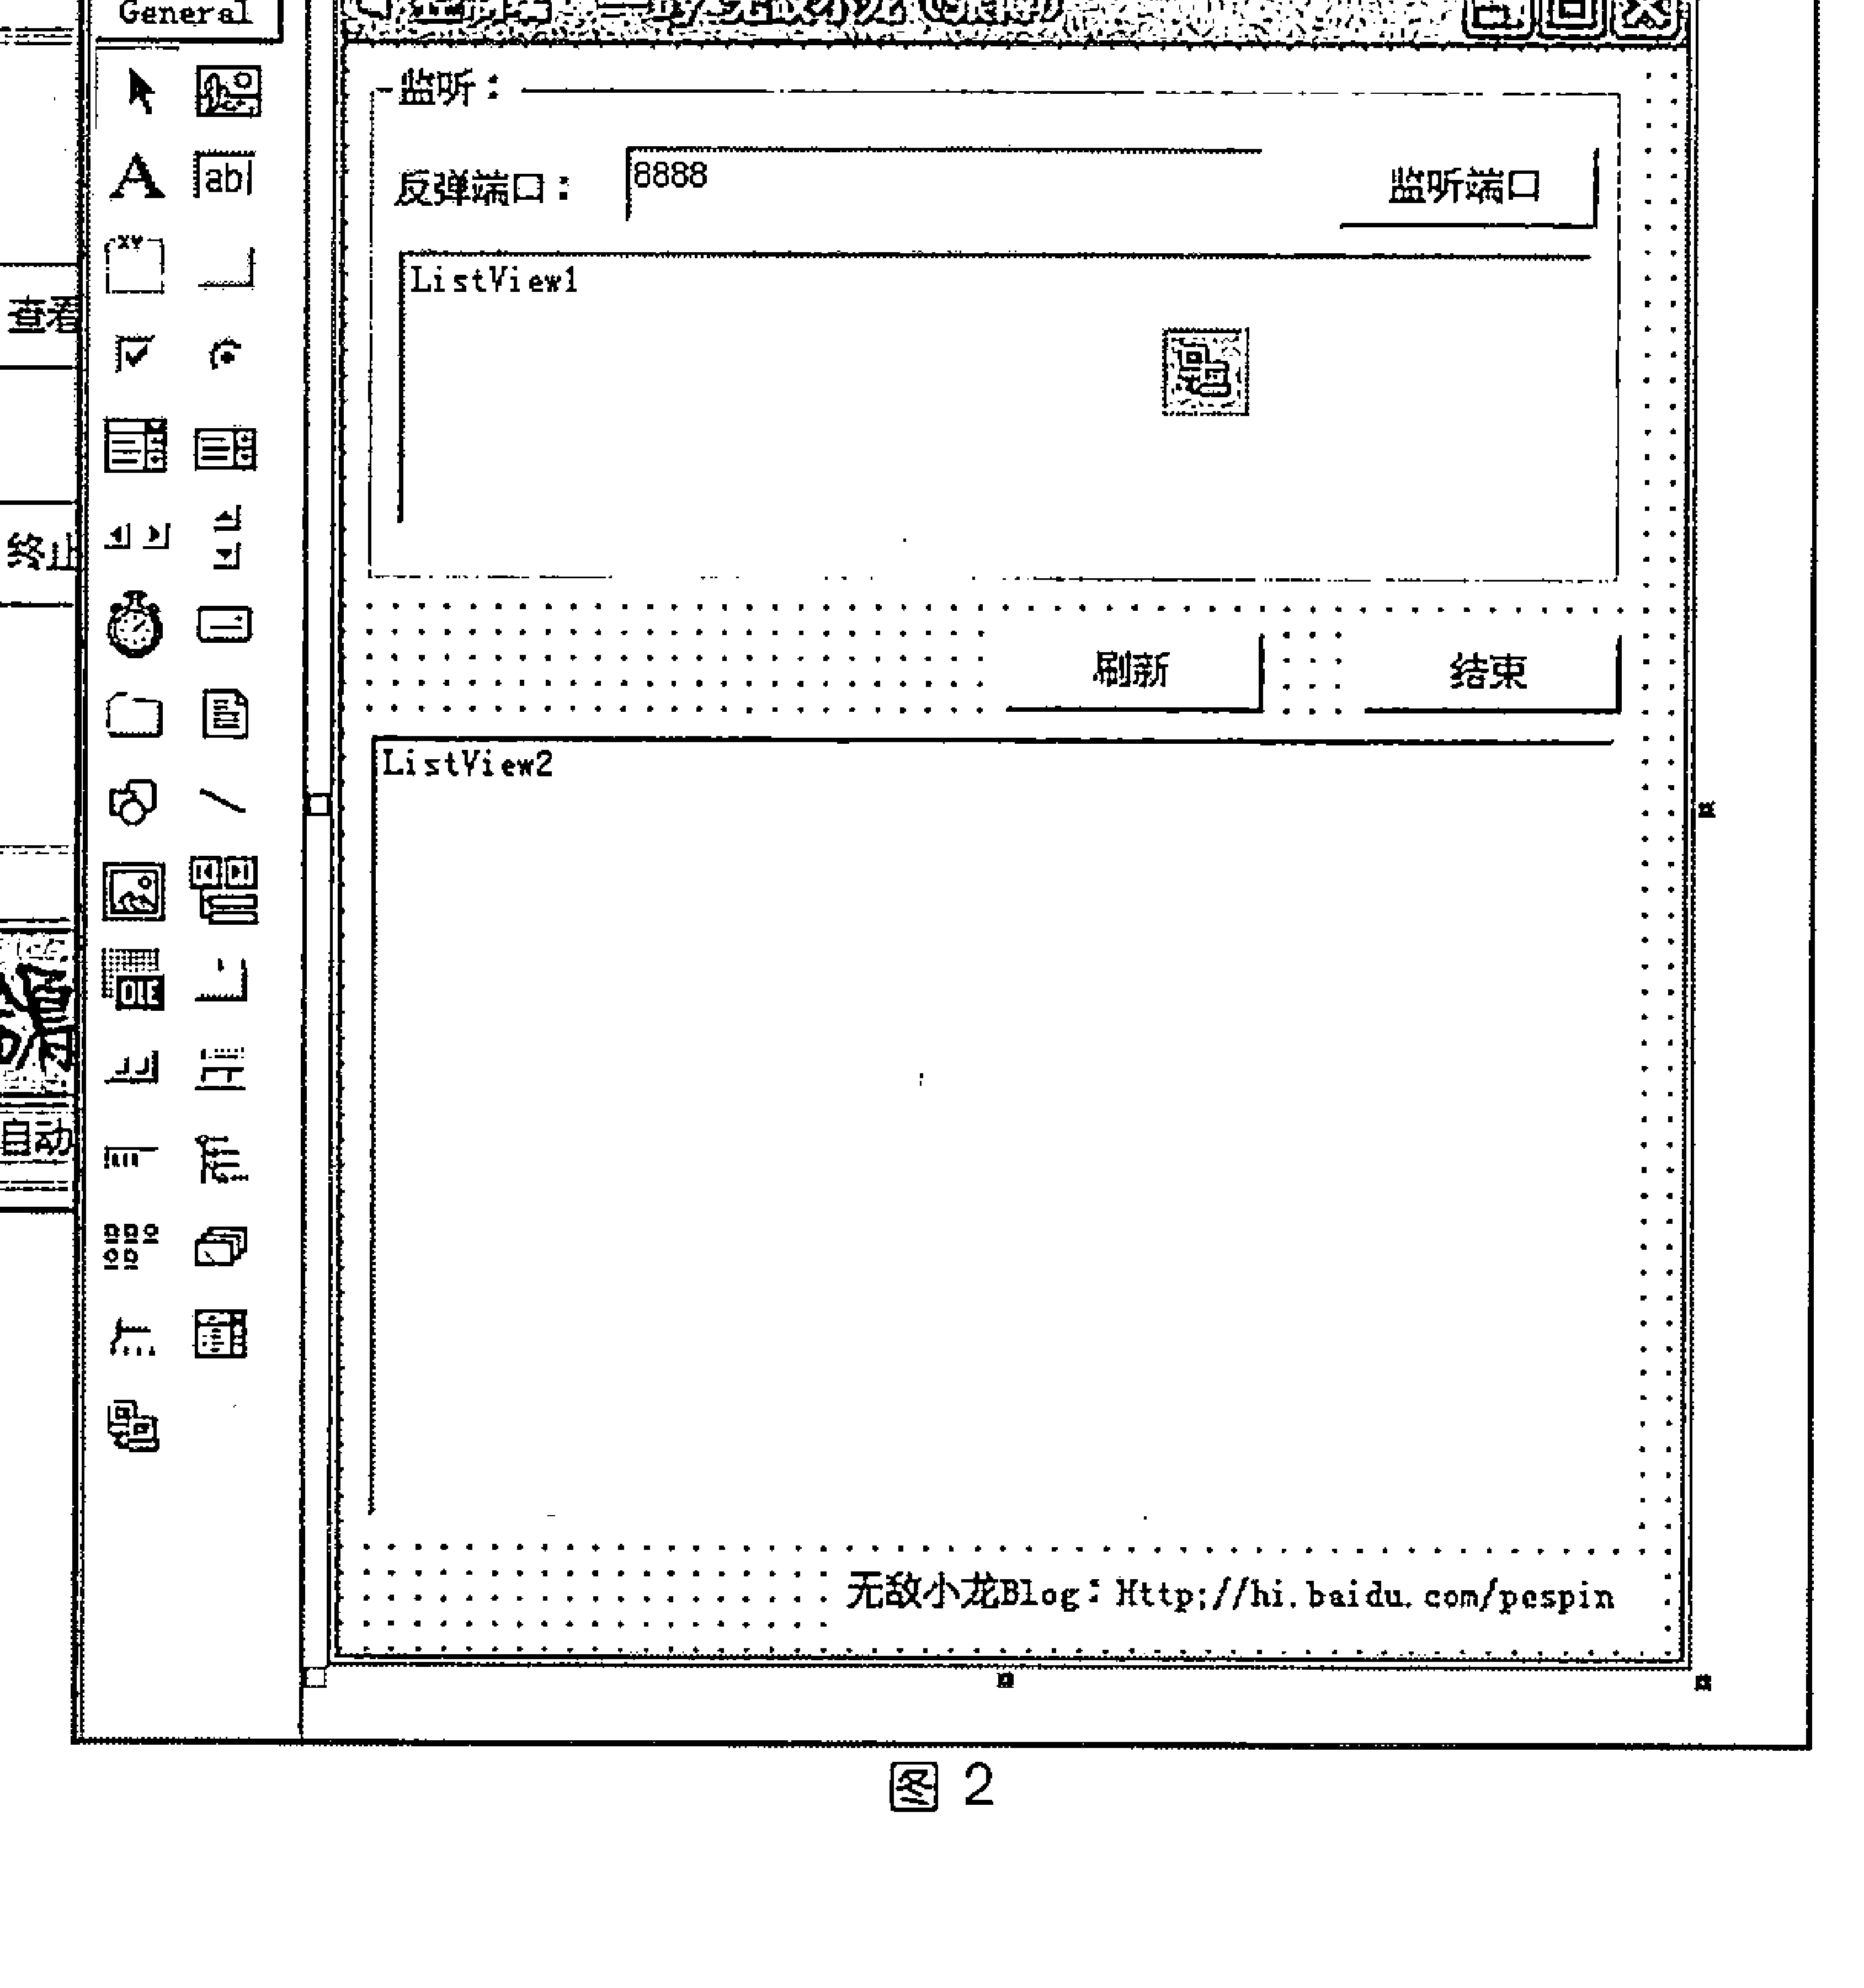 General
监听：
反弹端口：
8888
监听端口
ListView1
查看
终止
刷新
结束
ListView2
自动
无敌小龙Blog：Http://hi.baidu.com/pespin
图 2